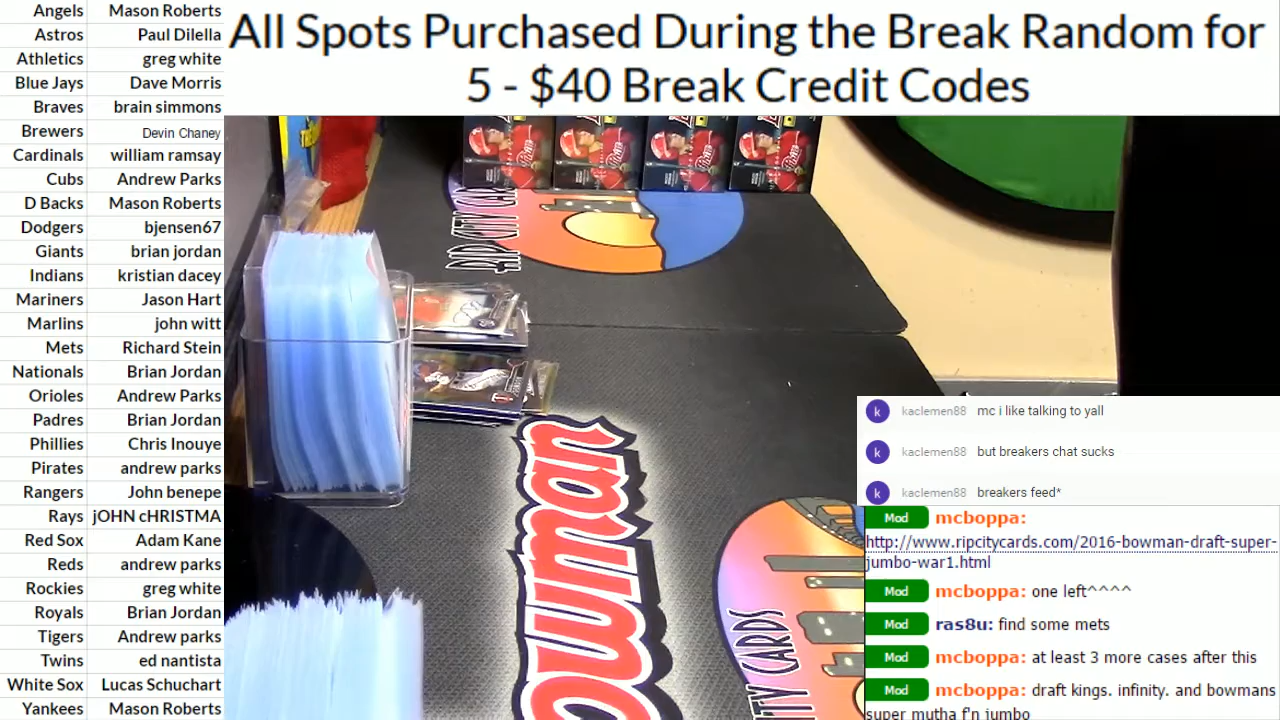 All Spots Purchased During the Break Random for
5 - $40 Break Credit Codes
Angels Mason Roberts
Astros Paul Dilella
Athletics greg white
Blue Jays Dave Morris
Braves brain simmons
Brewers Devin Chaney
Cardinals william ramsay
Cubs Andrew Parks
D Backs Mason Roberts
Dodgers bjensen67
Giants brian jordan
Indians kristian dacey
Mariners Jason Hart
Marlins john witt
Mets Richard Stein
Nationals Brian Jordan
Orioles Andrew Parks
Padres Brian Jordan
Phillies Chris Inouye
Pirates andrew parks
Rangers John benepe
Rays jOHN cHRISTMA
Red Sox Adam Kane
Reds andrew parks
Rockies greg white
Royals Brian Jordan
Tigers Andrew parks
Twins ed nantista
White Sox Lucas Schuchart
Yankees Mason Roberts
RIP CITY CARDS
owman
ITY CARDS
k kaclemen88 mc i like talking to yall
k kaclemen88 but breakers chat sucks
k kaclemen88 breakers feed*
Mod mcboppa:
http://www.ripcitycards.com/2016-bowman-draft-super-
jumbo-war1.html
Mod mcboppa: one left^^^^
Mod ras8u: find some mets
Mod mcboppa: at least 3 more cases after this
Mod mcboppa: draft kings. infinity. and bowmans
super mutha f'n jumbo